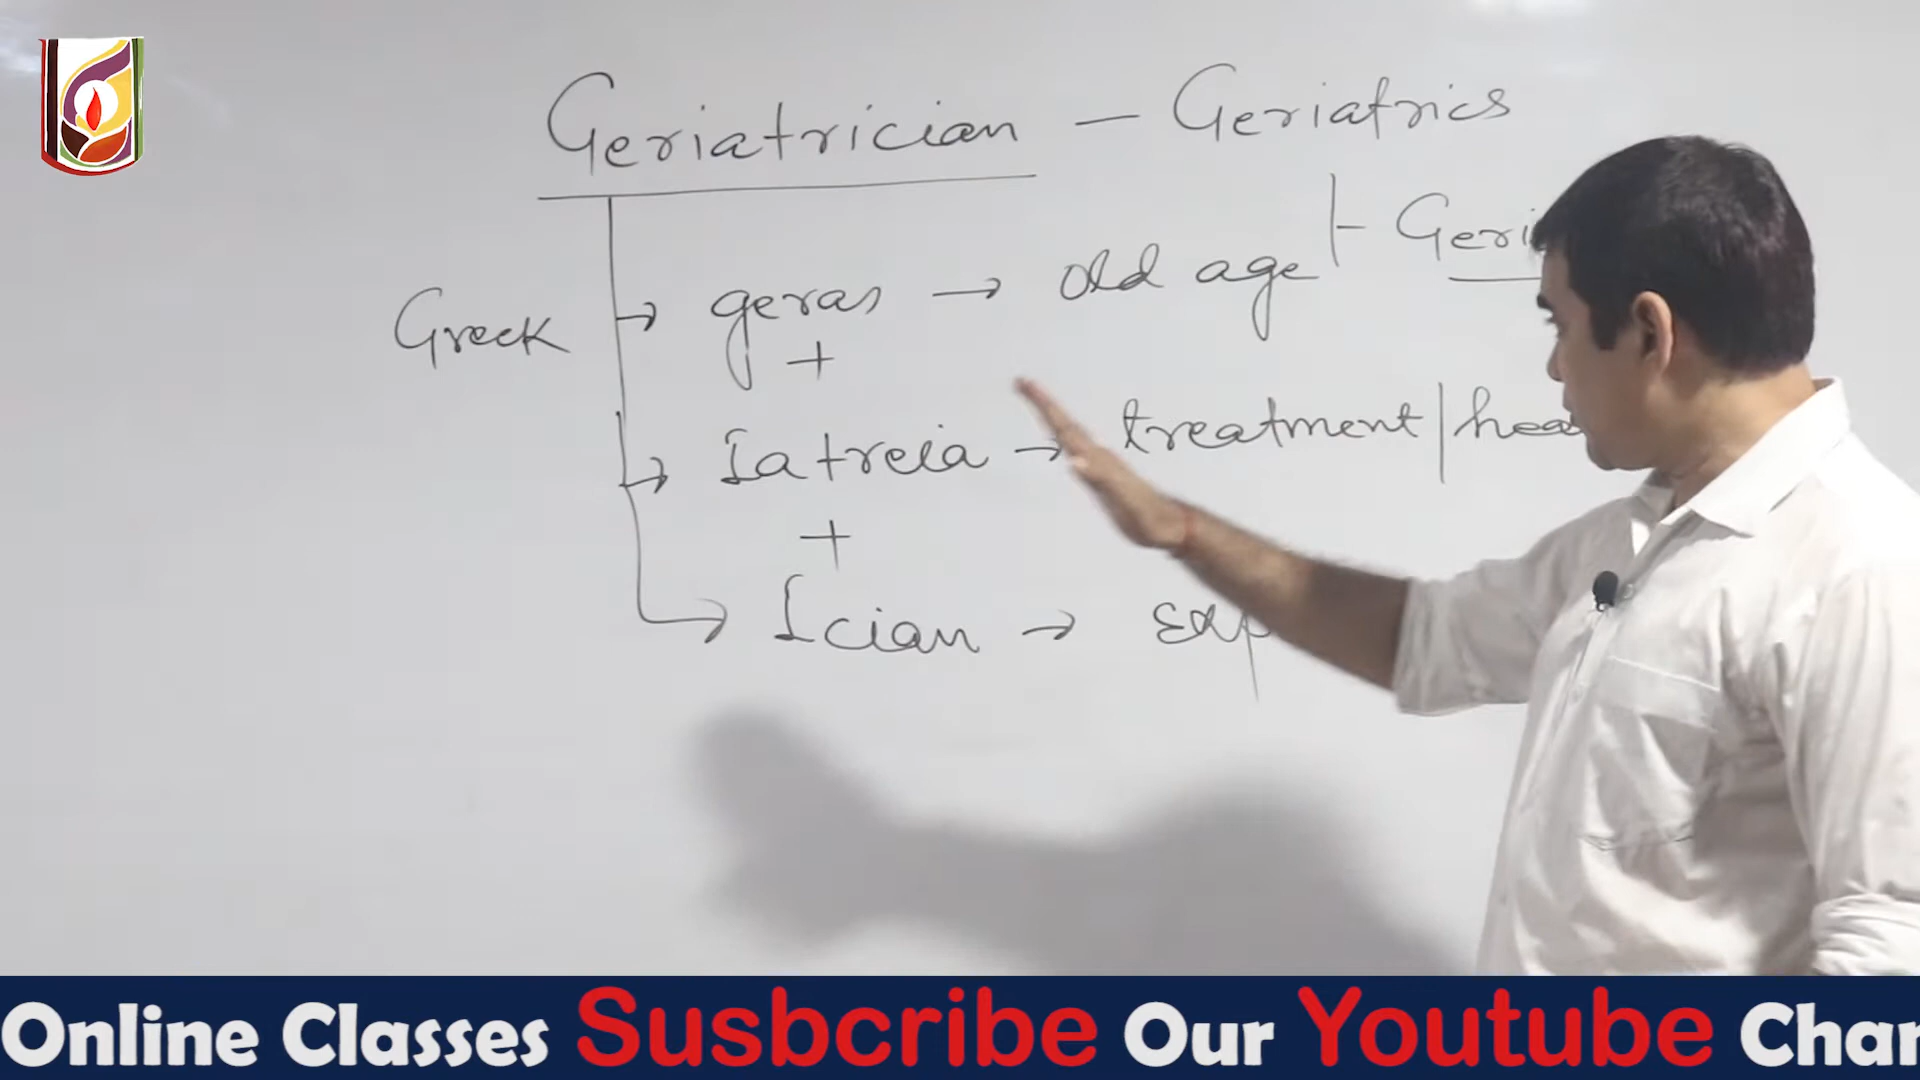 Geriatrician — Geriatrics
Greek → geras → old age
+
→ Iatreia → treatment |
+
→ Ician →
Online Classes Susbcribe Our Youtube